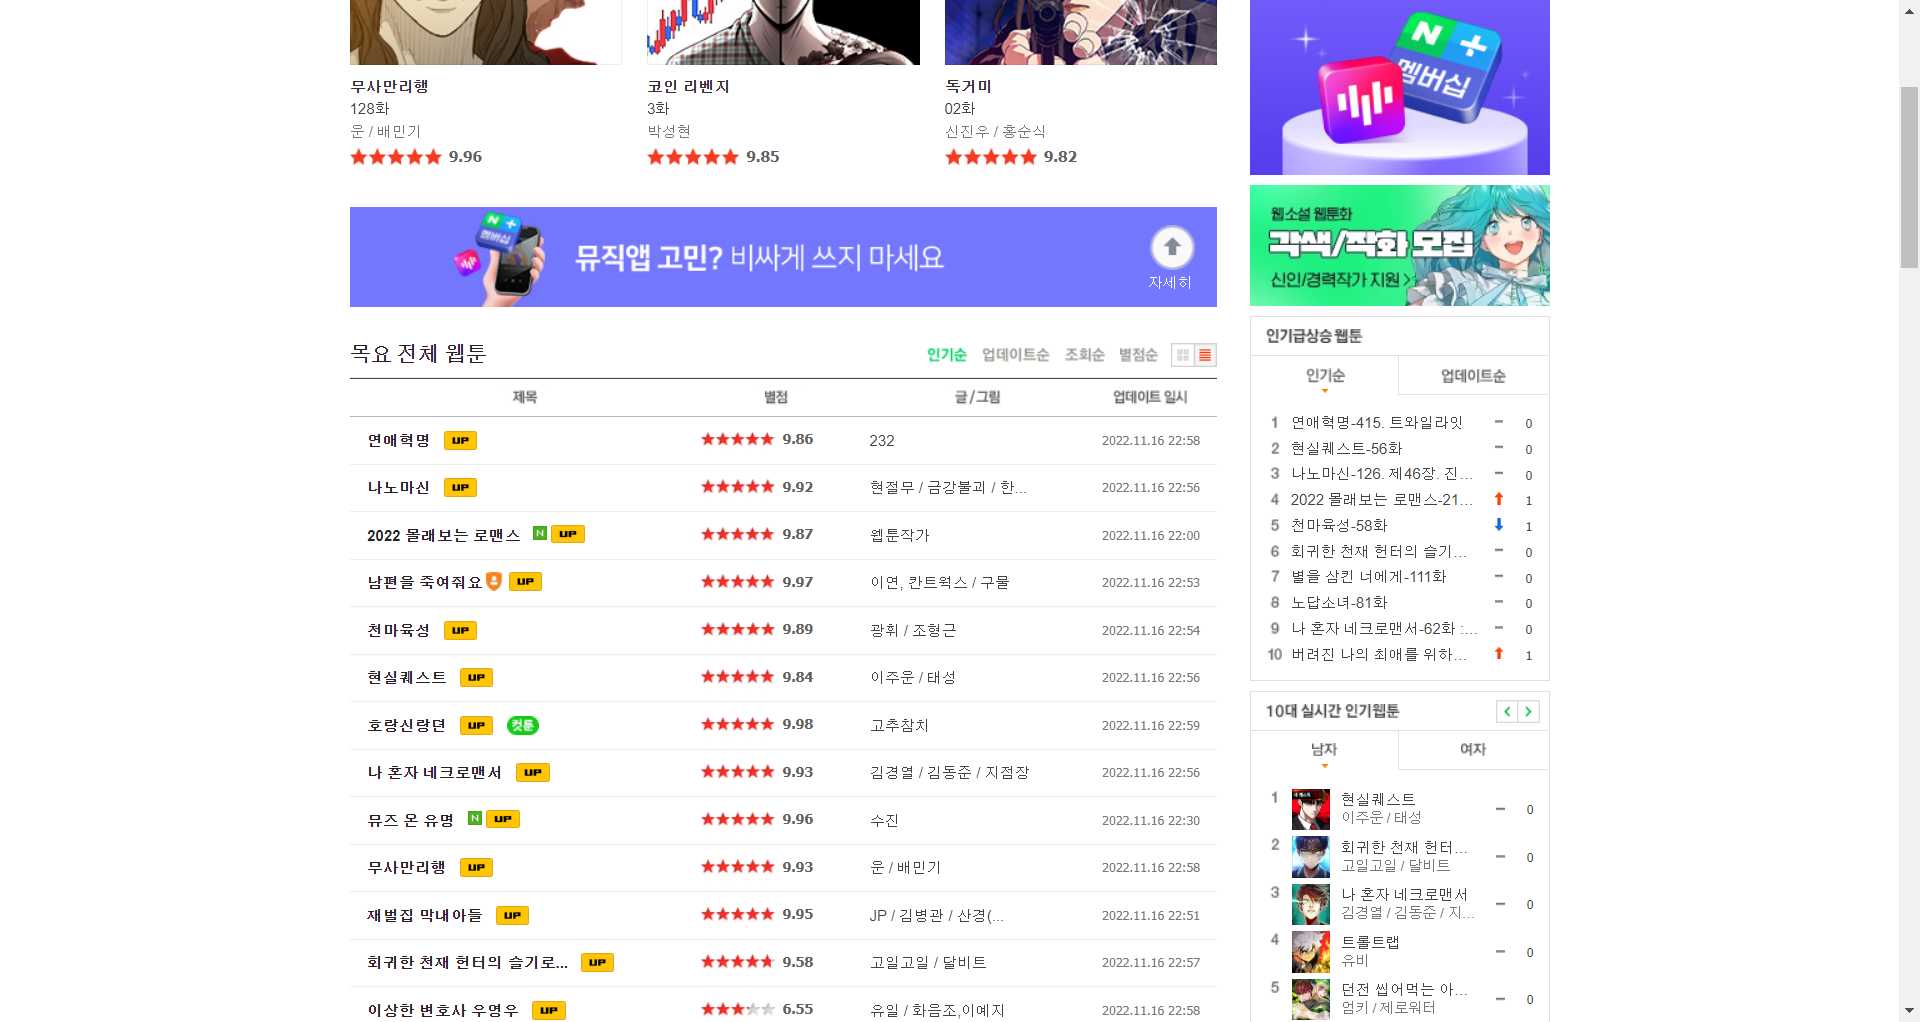 무사만리행
128화
운 / 배민기
9.96
코인 리벤지
3화
박성현
9.85
독거미
02화
신진우 / 홍순식
9.82
N +
멤버십
N +
멤버십
뮤직앱 고민? 비싸게 쓰지 마세요
자세히
웹소설 웹툰화
각색/작화 모집
신인/경력작가 지원 >
목요 전체 웹툰
인기순 업데이트순 조회순 별점순
제목 별점 글 / 그림 업데이트 일시
연애혁명 UP 9.86 232 2022.11.16 22:58
나노마신 UP 9.92 현절무 / 금강불괴 / 한... 2022.11.16 22:56
2022 몰래보는 로맨스 N UP 9.87 웹툰작가 2022.11.16 22:00
남편을 죽여줘요 UP 9.97 이연, 칸트웍스 / 구물 2022.11.16 22:53
천마육성 UP 9.89 광휘 / 조형근 2022.11.16 22:54
현실퀘스트 UP 9.84 이주운 / 태성 2022.11.16 22:56
호랑신랑뎐 UP 컷툰 9.98 고추참치 2022.11.16 22:59
나 혼자 네크로맨서 UP 9.93 김경열 / 김동준 / 지점장 2022.11.16 22:56
뮤즈 온 유명 N UP 9.96 수진 2022.11.16 22:30
무사만리행 UP 9.93 운 / 배민기 2022.11.16 22:58
재벌집 막내아들 UP 9.95 JP / 김병관 / 산경(... 2022.11.16 22:51
회귀한 천재 헌터의 슬기로... UP 9.58 고일고일 / 달비트 2022.11.16 22:57
이상한 변호사 우영우 UP 6.55 유일 / 화음조,이예지 2022.11.16 22:58
인기급상승 웹툰
인기순 업데이트순
1 연애혁명-415. 트와일라잇 0
2 현실퀘스트-56화 0
3 나노마신-126. 제46장. 진... 0
4 2022 몰래보는 로맨스-21... 1
5 천마육성-58화 1
6 회귀한 천재 헌터의 슬기... 0
7 별을 삼킨 너에게-111화 0
8 노답소녀-81화 0
9 나 혼자 네크로맨서-62화 :... 0
10 버려진 나의 최애를 위하... 1
10대 실시간 인기웹툰
남자 여자
1 현실퀘스트 0
이주운 / 태성
2 회귀한 천재 헌터... 0
고일고일 / 달비트
3 나 혼자 네크로맨서 0
김경열 / 김동준 / 지...
4 트롤트랩 0
유비
5 던전 씹어먹는 아... 0
엄키 / 제로워터